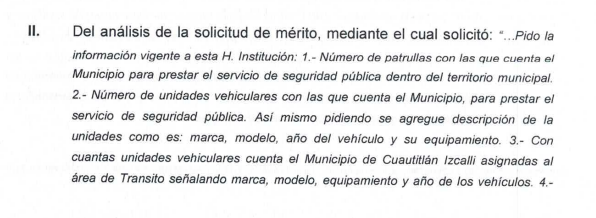 II. Del análisis de la solicitud de mérito, mediante el cual solicitó: "...Pido la
información vigente a esta H. Institución: 1.- Número de patrullas con las que cuenta el
Municipio para prestar el servicio de seguridad pública dentro del territorio municipal.
2.- Número de unidades vehiculares con las que cuenta el Municipio, para prestar el
servicio de seguridad pública. Así mismo pidiendo se agregue descripción de la
unidades como es: marca, modelo, año del vehículo y su equipamiento. 3.- Con
cuantas unidades vehiculares cuenta el Municipio de Cuautitlán Izcalli asignadas al
área de Transito señalando marca, modelo, equipamiento y año de los vehículos. 4.-